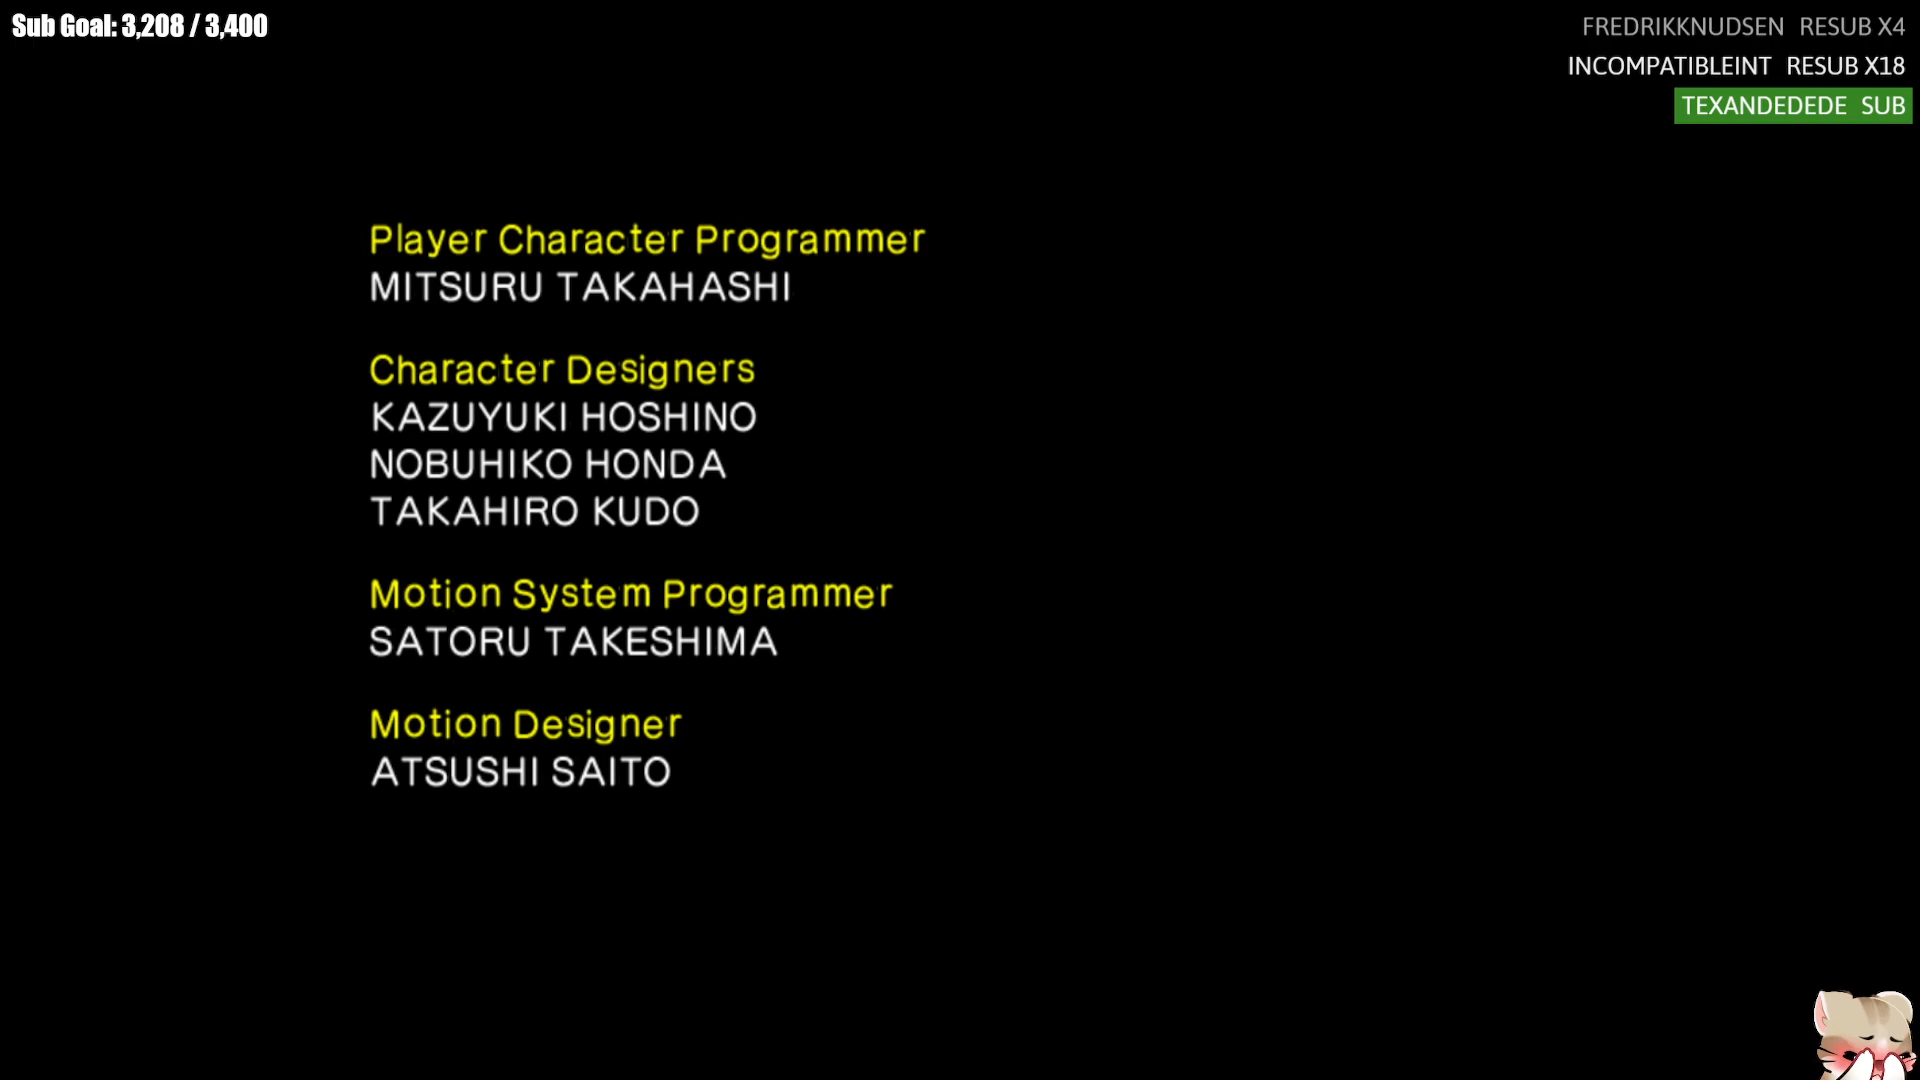 Sub Goal: 3,208 / 3,400
FREDRIKKNUDSEN RESUB X4
INCOMPATIBLEINT RESUB X18
TEXANDEDEDE SUB
Player Character Programmer
MITSURU TAKAHASHI
Character Designers
KAZUYUKI HOSHINO
NOBUHIKO HONDA
TAKAHIRO KUDO
Motion System Programmer
SATORU TAKESHIMA
Motion Designer
ATSUSHI SAITO